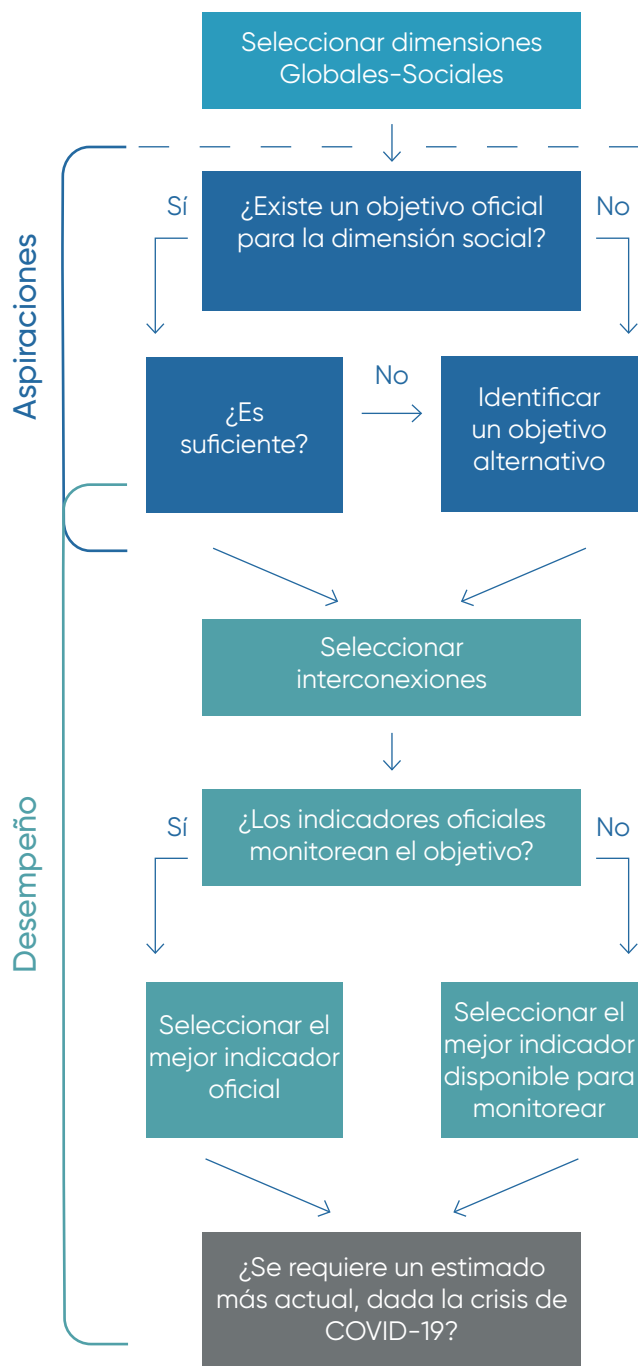 Seleccionar dimensiones
Globales-Sociales
Aspiraciones
Sí
¿Existe un objetivo oficial
para la dimensión social?
No
¿Es
suficiente?
No
Identificar
un objetivo
alternativo
Seleccionar
interconexiones
Desempeño
Sí
¿Los indicadores oficiales
monitorean el objetivo?
No
Seleccionar el
mejor indicador
oficial
Seleccionar el
mejor indicador
disponible para
monitorear
¿Se requiere un estimado
más actual, dada la crisis de
COVID-19?